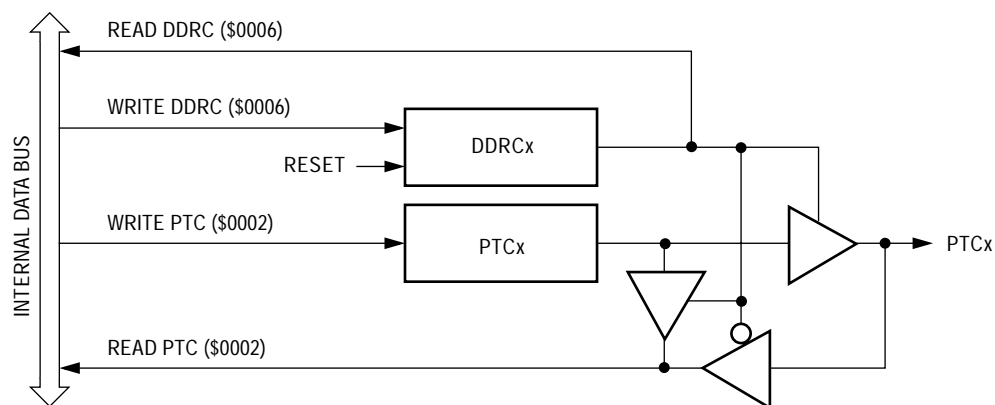 READ DDRC ($0006)
WRITE DDRC ($0006)
DDRCx
RESET
INTERNAL DATA BUS
WRITE PTC ($0002)
PTCx
PTCx
READ PTC ($0002)